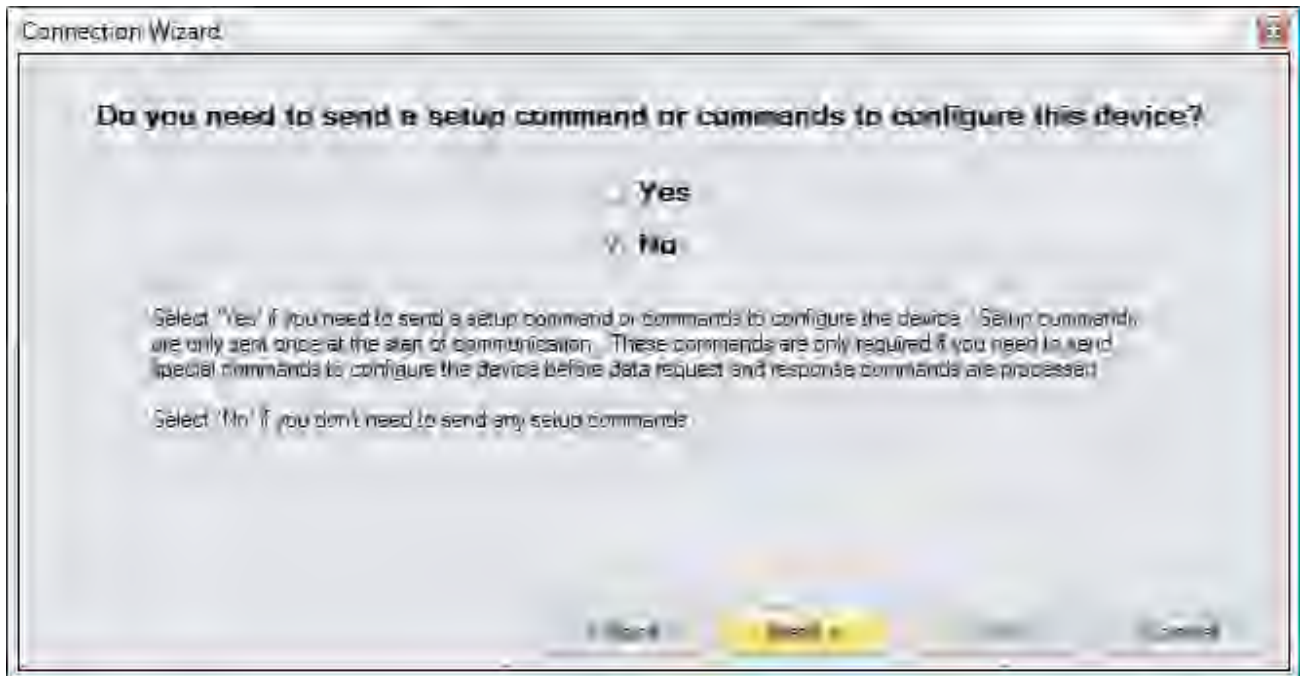 Connection Wizard
Do you need to send a setup command or commands to configure this device?
Yes
No
Select 'Yes' if you need to send a setup command or commands to configure the device. Setup commands
are only sent once at the start of communication. These commands are only required if you need to send
special commands to configure the device before data request and response commands are processed.
Select 'No' if you don't need to send any setup commands
< Back
Next >
Cancel